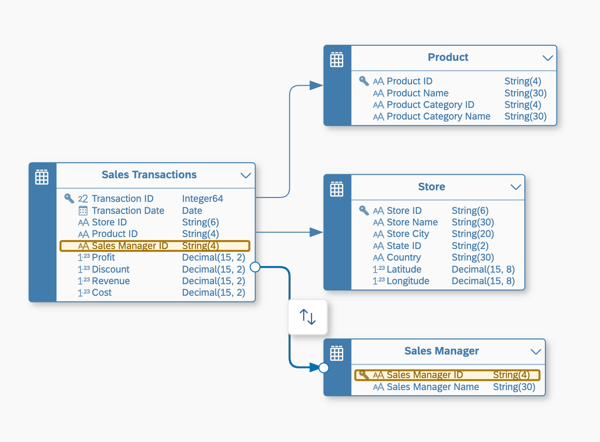 Product
Product ID String(4)
Product Name String(30)
Product Category ID String(4)
Product Category Name String(30)
Sales Transactions
Transaction ID Integer64
Transaction Date Date
Store ID String(6)
Product ID String(4)
Sales Manager ID String(4)
Profit Decimal(15, 2)
Discount Decimal(15, 2)
Revenue Decimal(15, 2)
Cost Decimal(15, 2)
Store
Store ID String(6)
Store Name String(30)
Store City String(20)
State ID String(2)
Country String(30)
Latitude Decimal(15, 8)
Longitude Decimal(15, 8)
Sales Manager
Sales Manager ID String(4)
Sales Manager Name String(30)